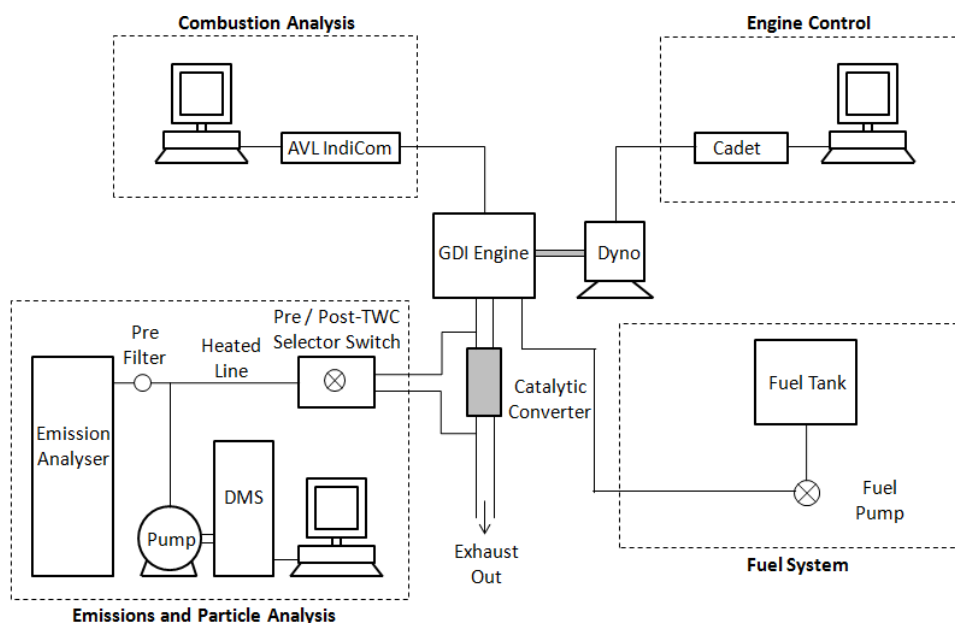 Combustion Analysis
Engine Control
AVL IndiCom
Cadet
GDI Engine
Dyno
Pre / Post-TWC
Selector Switch
Pre
Filter
Heated
Line
Catalytic
Converter
Fuel Tank
Emission
Analyser
DMS
Pump
Fuel
Pump
Exhaust
Out
Fuel System
Emissions and Particle Analysis